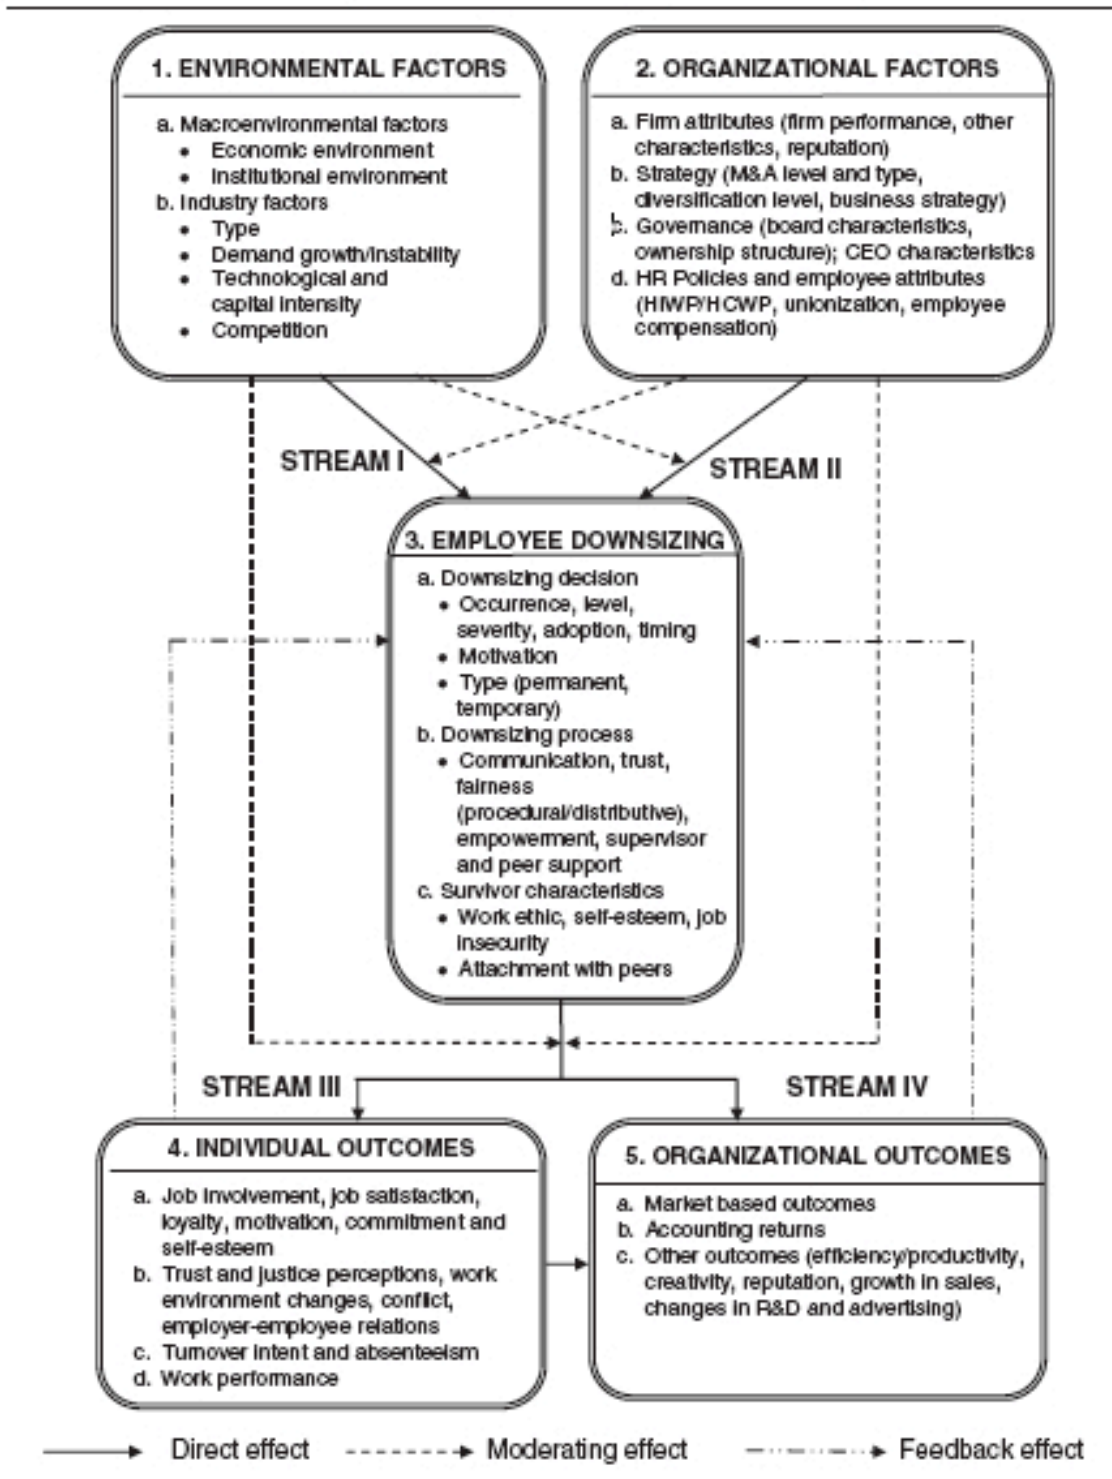 1. ENVIRONMENTAL FACTORS
a. Macroenvironmental factors
• Economic environment
• Institutional environment
b. Industry factors
• Type
• Demand growth/instability
• Technological and
capital intensity
• Competition
2. ORGANIZATIONAL FACTORS
a. Firm attributes (firm performance, other
characteristics, reputation)
b. Strategy (M&A level and type,
diversification level, business strategy)
c. Governance (board characteristics,
ownership structure); CEO characteristics
d. HR Policies and employee attributes
(HIWP/HCWP, unionization, employee
compensation)
STREAM I
STREAM II
3. EMPLOYEE DOWNSIZING
a. Downsizing decision
• Occurrence, level,
severity, adoption, timing
• Motivation
• Type (permanent,
temporary)
b. Downsizing process
• Communication, trust,
fairness
(procedural/distributive),
empowerment, supervisor
and peer support
c. Survivor characteristics
• Work ethic, self-esteem, job
insecurity
• Attachment with peers
STREAM III
STREAM IV
4. INDIVIDUAL OUTCOMES
a. Job involvement, job satisfaction,
loyalty, motivation, commitment and
self-esteem
b. Trust and justice perceptions, work
environment changes, conflict,
employer-employee relations
c. Turnover intent and absenteeism
d. Work performance
5. ORGANIZATIONAL OUTCOMES
a. Market based outcomes
b. Accounting returns
c. Other outcomes (efficiency/productivity,
creativity, reputation, growth in sales,
changes in R&D and advertising)
Direct effect
Moderating effect
Feedback effect